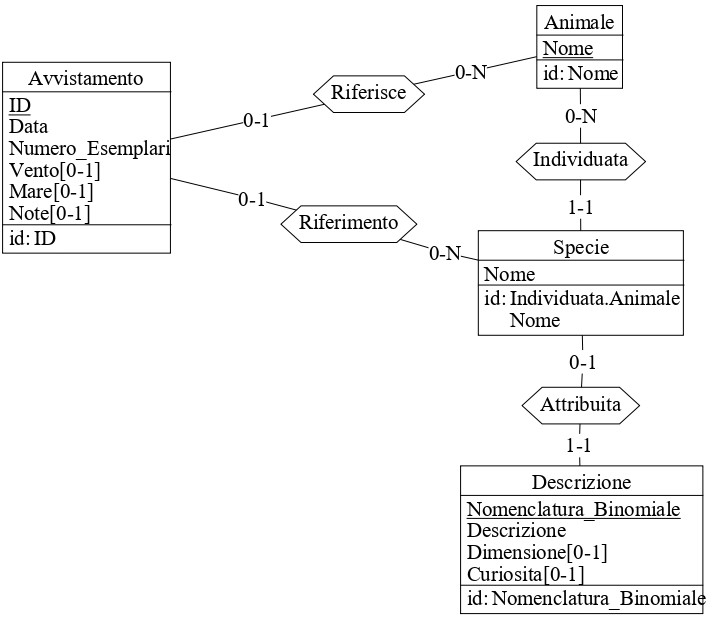 Animale
Nome
id: Nome
Avvistamento
ID
Data
Numero_Esemplari
Vento[0-1]
Mare[0-1]
Note[0-1]
id: ID
Riferisce
0-N
0-1
0-N
Individuata
1-1
0-1
Riferimento
0-N
Specie
Nome
id: Individuata.Animale
Nome
0-1
Attribuita
1-1
Descrizione
Nomenclatura_Binomiale
Descrizione
Dimensione[0-1]
Curiosita[0-1]
id: Nomenclatura_Binomiale